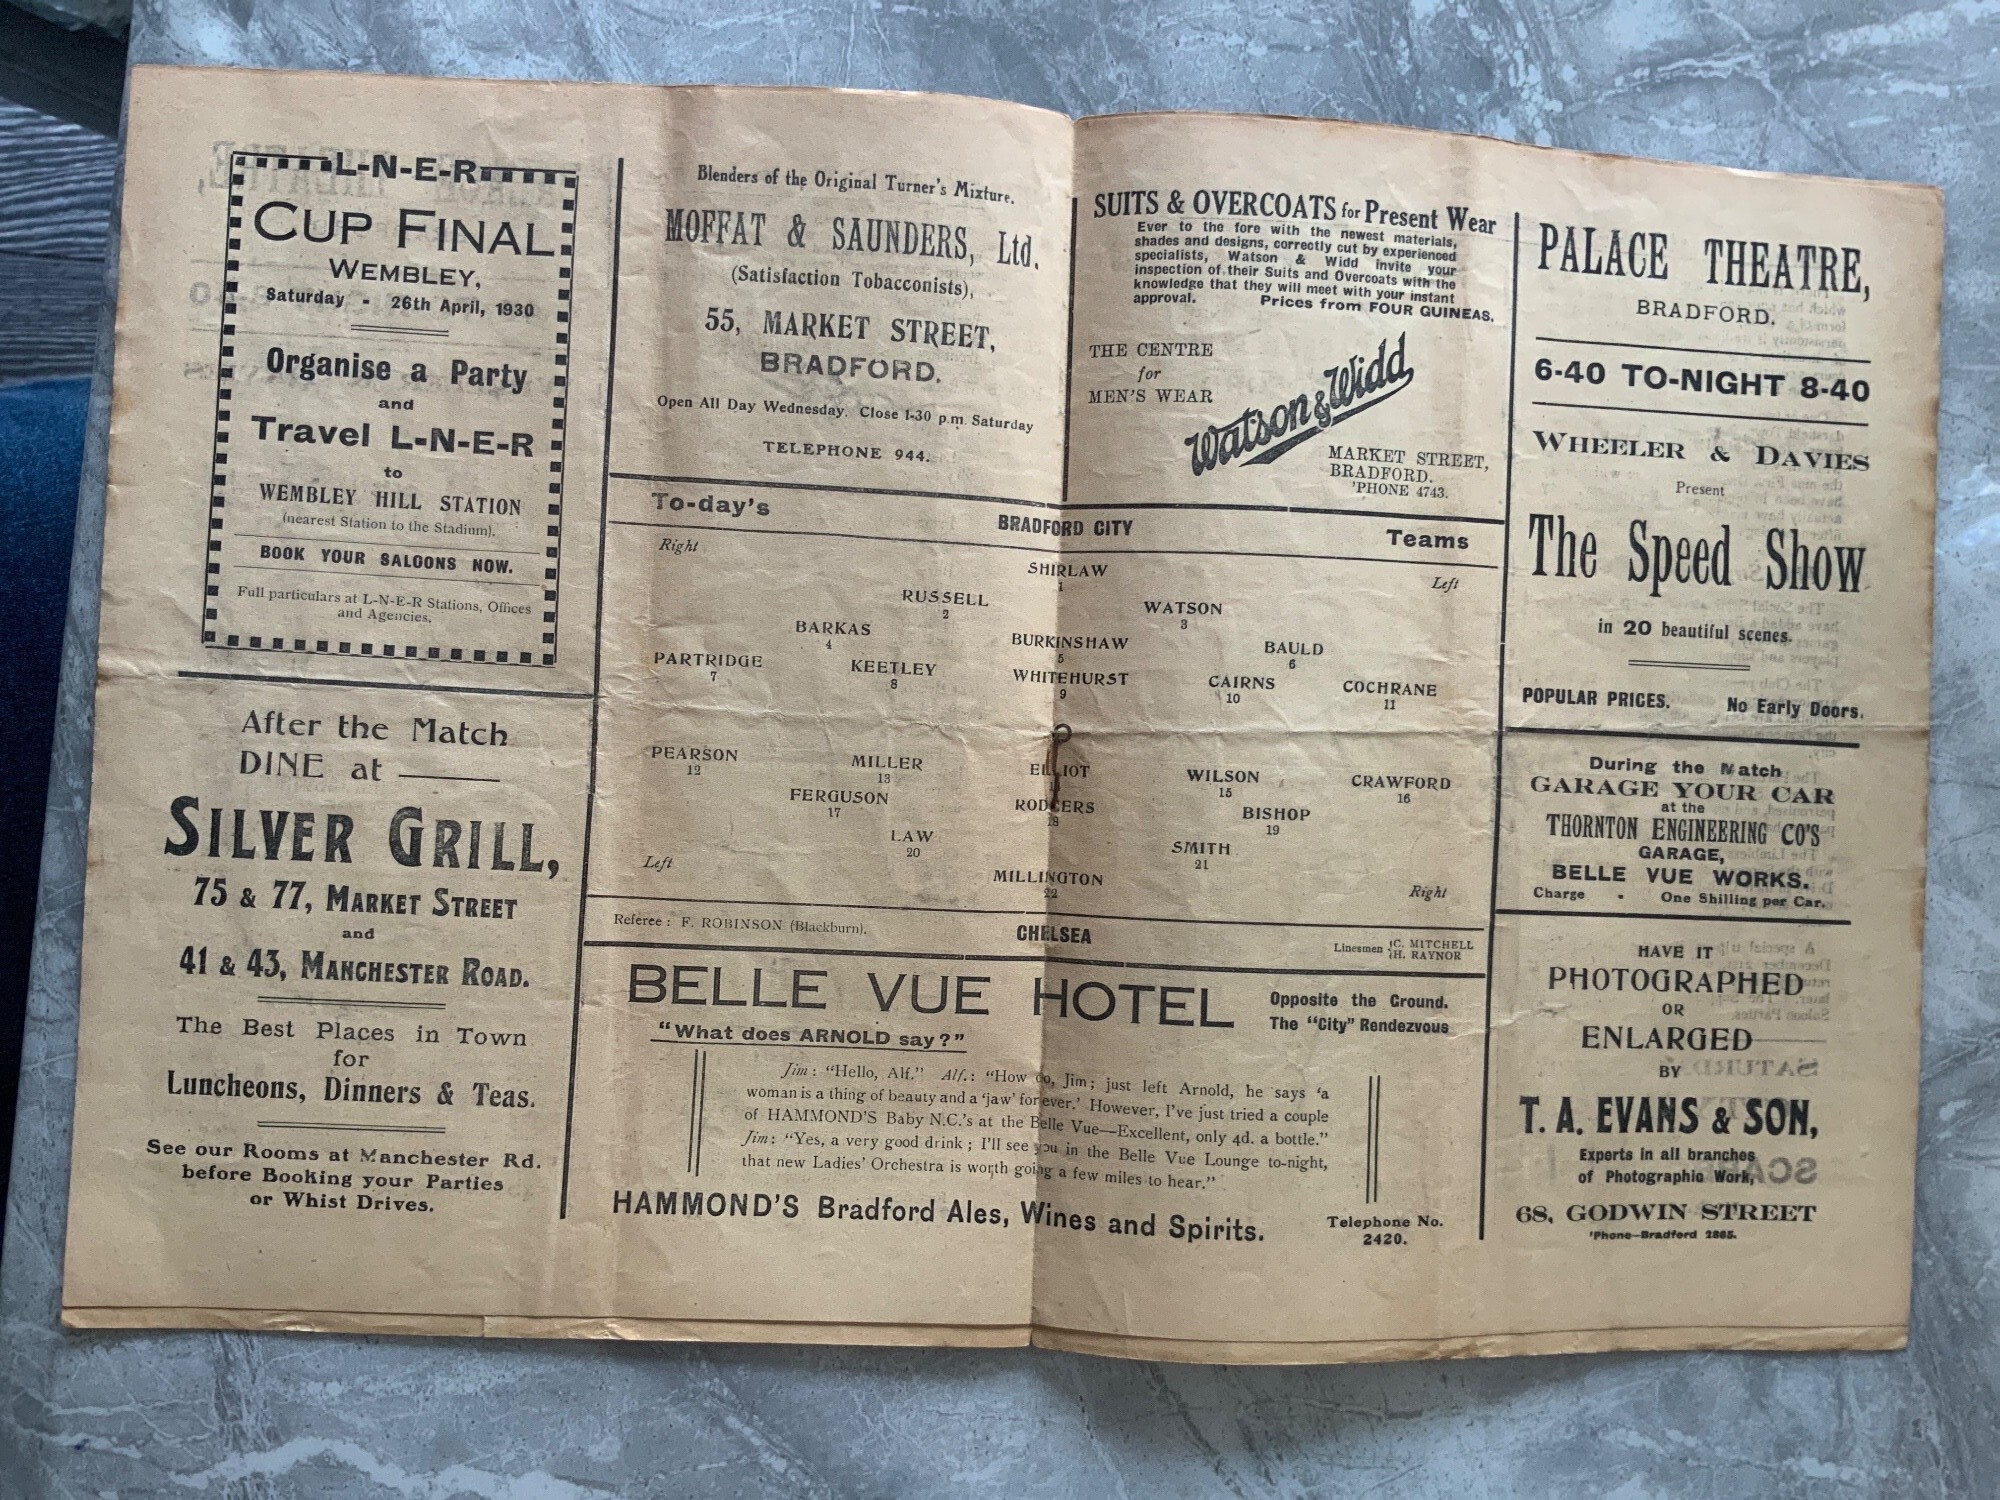 L-N-E-R
CUP FINAL
WEMBLEY,
Saturday - 26th April, 1930
Organise a Party
and
Travel L-N-E-R
to
WEMBLEY HILL STATION
(nearest Station to the Stadium).
BOOK YOUR SALOONS NOW.
Full particulars at L-N-E-R Stations, Offices
and Agencies.
After the Match
DINE at
SILVER GRILL,
75 & 77, MARKET STREET
and
41 & 43, MANCHESTER ROAD.
The Best Places in Town
for
Luncheons, Dinners & Teas.
See our Rooms at Manchester Rd.
before Booking your Parties
or Whist Drives.
Blenders of the Original Turner's Mixture.
MOFFAT & SAUNDERS, Ltd.
(Satisfaction Tobacconists),
55, MARKET STREET,
BRADFORD.
Open All Day Wednesday. Close 1-30 p.m. Saturday
TELEPHONE 944.
SUITS & OVERCOATS for Present Wear
Ever to the fore with the newest materials,
shades and designs, correctly cut by experienced
specialists, Watson & Widd invite your
inspection of their Suits and Overcoats with the
knowledge that they will meet with your instant
approval. Prices from FOUR GUINEAS.
THE CENTRE
for
MEN'S WEAR
Watson & Widd
MARKET STREET,
BRADFORD.
'PHONE 4743.
To-day's BRADFORD CITY Teams
Right Left
SHIRLAW
1
RUSSELL WATSON
2 3
BARKAS BURKINSHAW BAULD
4 5 6
PARTRIDGE KEETLEY WHITEHURST CAIRNS COCHRANE
7 8 9 10 11
PEARSON MILLER ELLIOT WILSON CRAWFORD
12 13 15 16
FERGUSON RODGERS BISHOP
17 18 19
LAW SMITH
20 21
Left Right
MILLINGTON
22
Referee : F. ROBINSON (Blackburn). CHELSEA Linesmen C. MITCHELL
H. RAYNOR
BELLE VUE HOTEL
Opposite the Ground.
The "City" Rendezvous
"What does ARNOLD say?"
Jim : "Hello, Alf." Alf. : "How do, Jim ; just left Arnold, he says 'a
woman is a thing of beauty and a 'jaw' for ever.' However, I've just tried a couple
of HAMMOND'S Baby N.C.'s at the Belle Vue—Excellent, only 4d. a bottle."
Jim : "Yes, a very good drink ; I'll see you in the Belle Vue Lounge to-night,
that new Ladies' Orchestra is worth going a few miles to hear."
HAMMOND'S Bradford Ales, Wines and Spirits.
Telephone No.
2420.
PALACE THEATRE,
BRADFORD.
6-40 TO-NIGHT 8-40
WHEELER & DAVIES
Present
The Speed Show
in 20 beautiful scenes.
POPULAR PRICES. No Early Doors.
During the Match
GARAGE YOUR CAR
at the
THORNTON ENGINEERING CO'S
GARAGE,
BELLE VUE WORKS.
Charge - One Shilling per Car.
HAVE IT
PHOTOGRAPHED
OR
ENLARGED
BY
T. A. EVANS & SON,
Experts in all branches
of Photographic Work,
68, GODWIN STREET
'Phone—Bradford 2865.